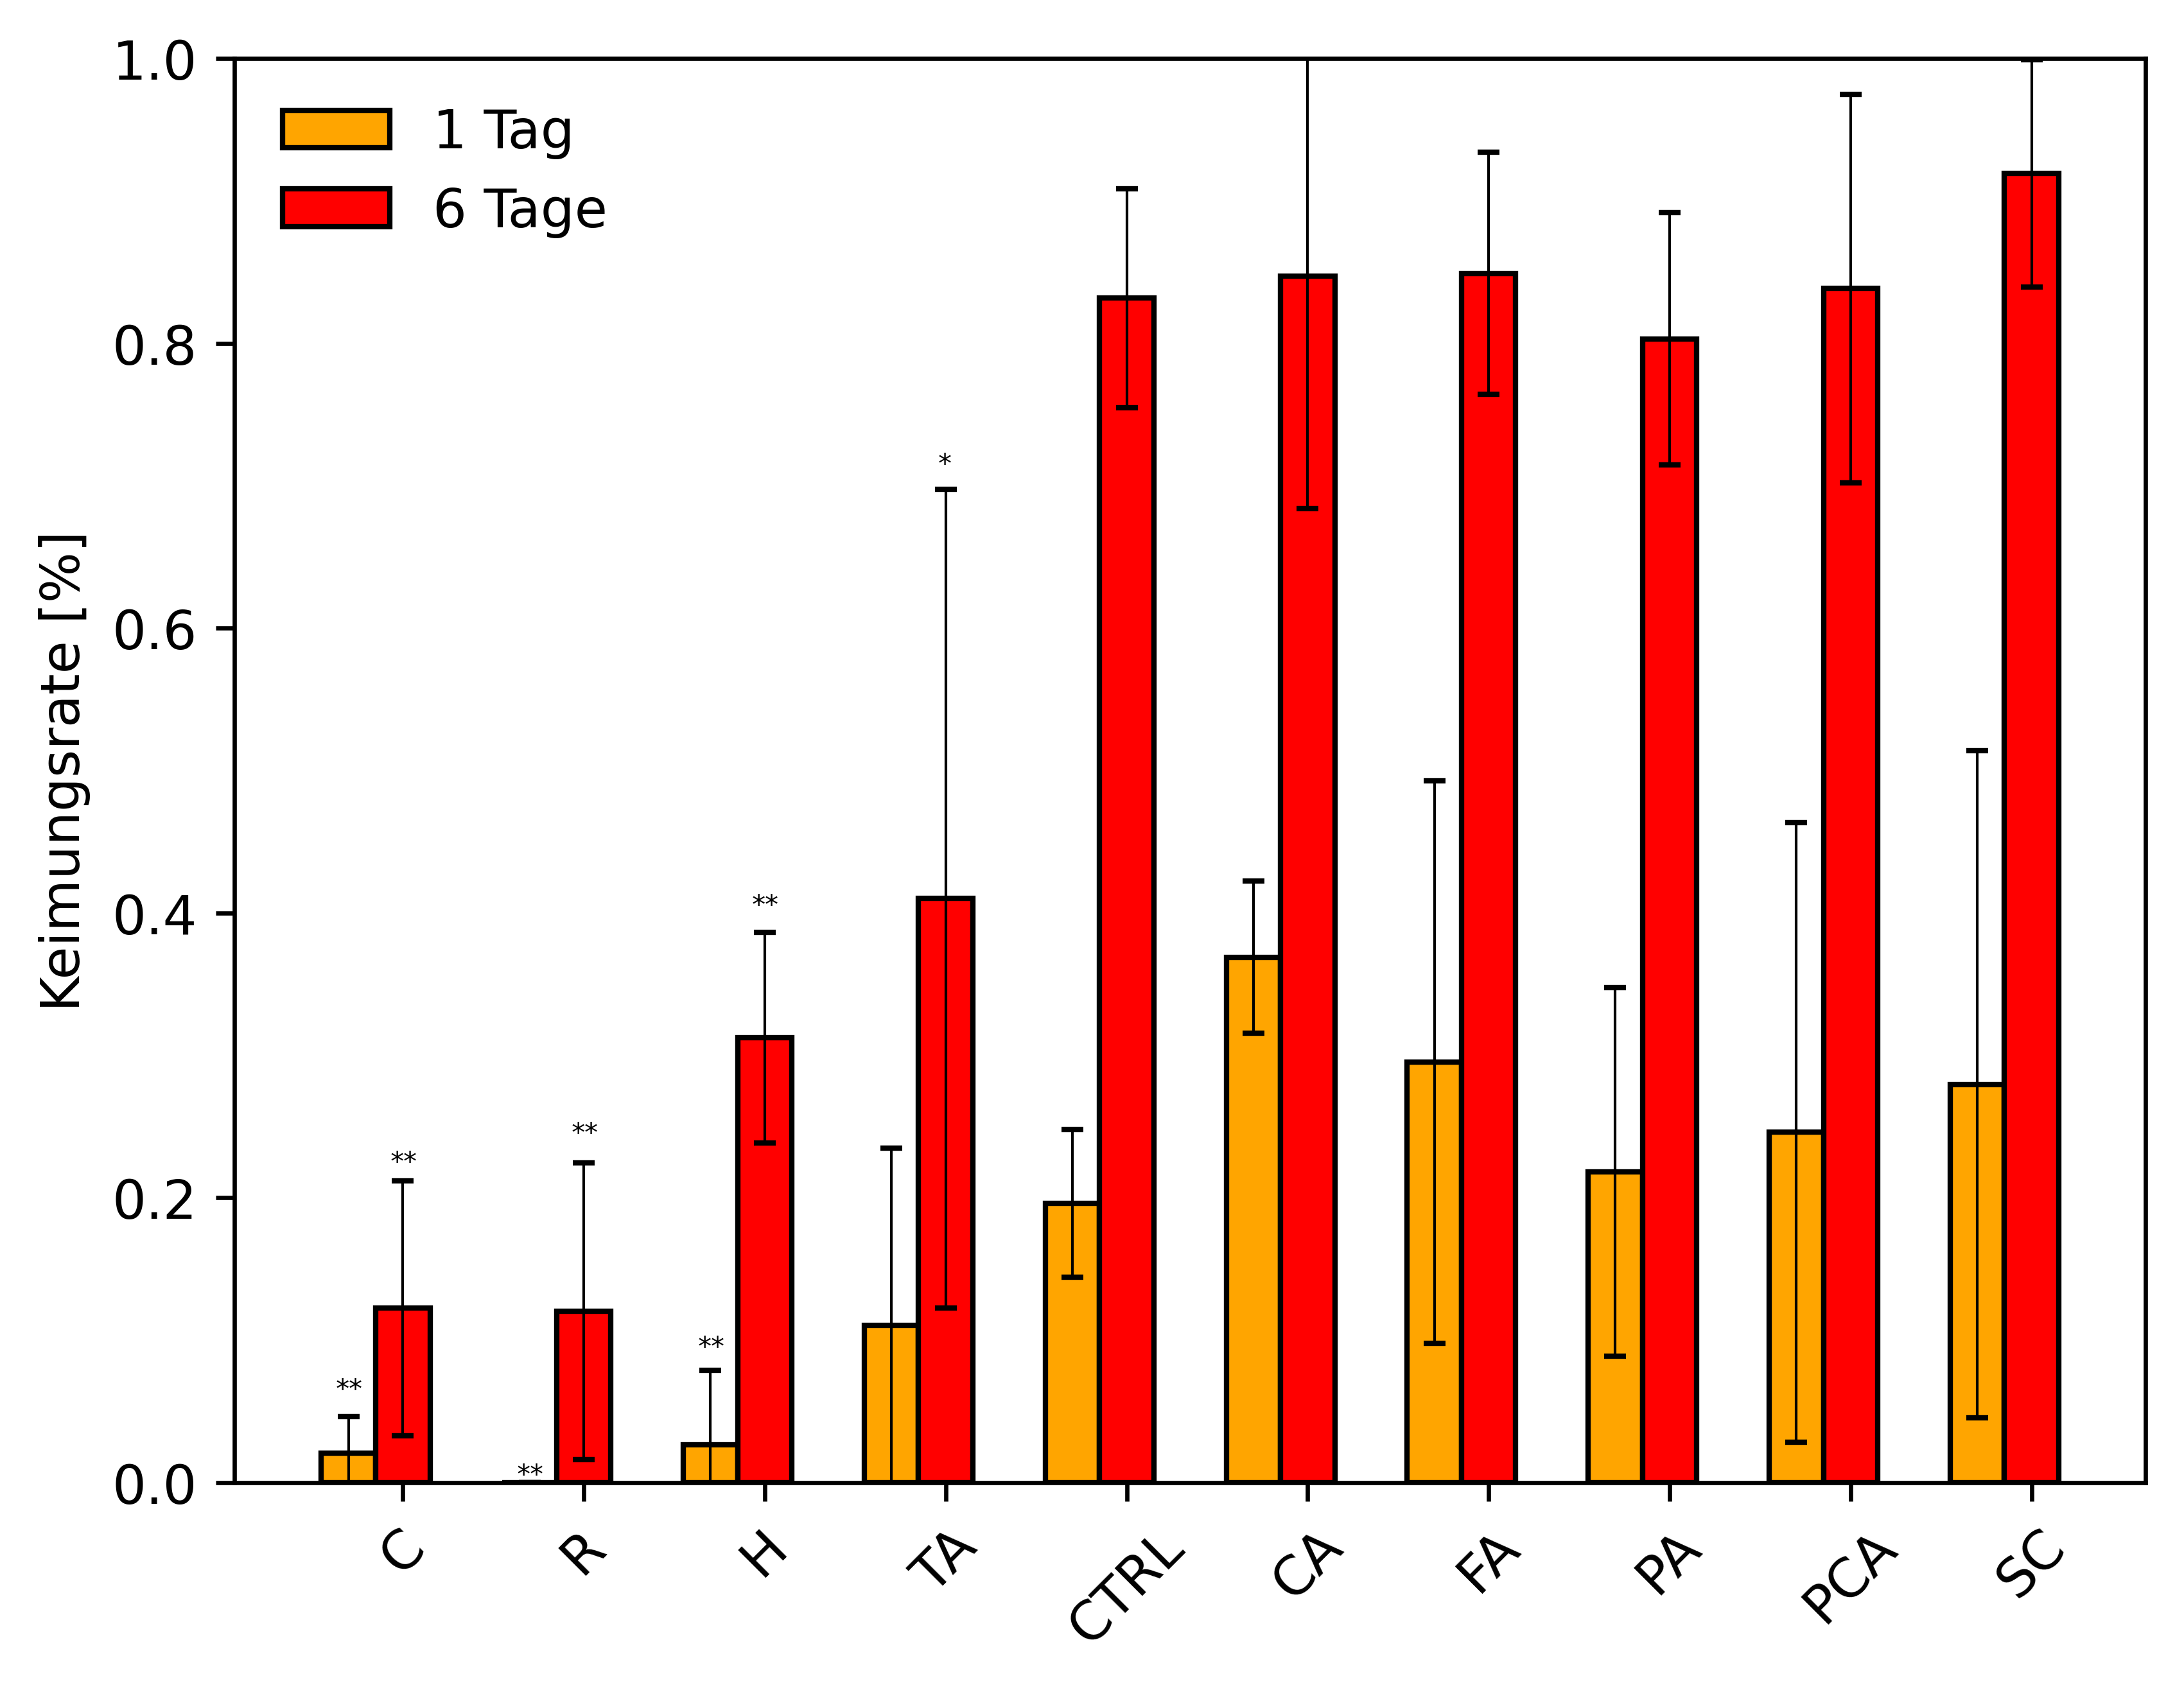 Keimungsrate [%]
1.0
0.8
0.6
0.4
0.2
0.0
1 Tag
6 Tage
**
**
**
**
**
**
*
C
R
H
TA
CTRL
CA
FA
PA
PCA
SC